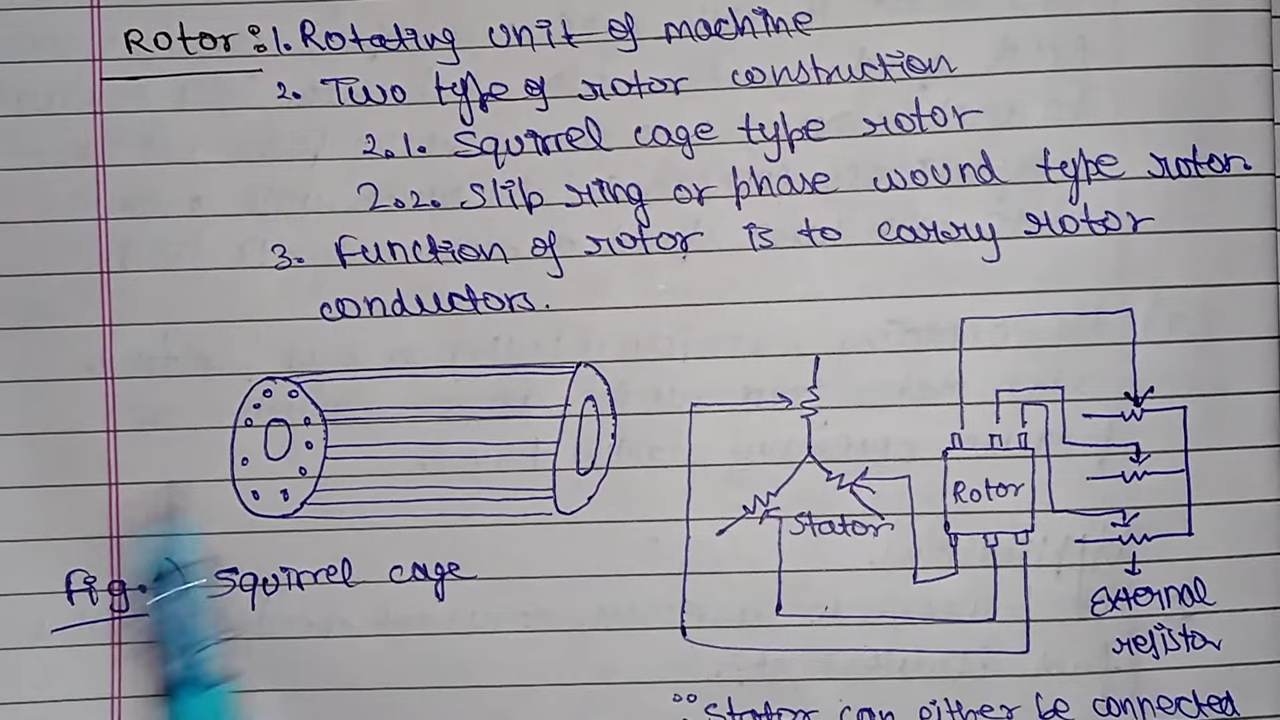 Rotor: 1. Rotating unit of machine
2. Two type of rotor construction
2.1. Squirrel cage type rotor
2.2. Slip ring or phase wound type rotor.
3. Function of rotor is to carry rotor
conductors.
Rotor
Stator
External
resistor
Fig. Squirrel cage
Stator can either be connected